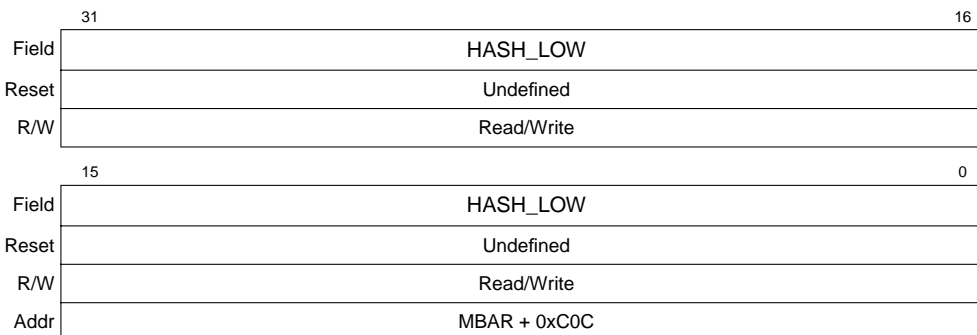 31 16
Field HASH_LOW
Reset Undefined
R/W Read/Write
15 0
Field HASH_LOW
Reset Undefined
R/W Read/Write
Addr MBAR + 0xC0C